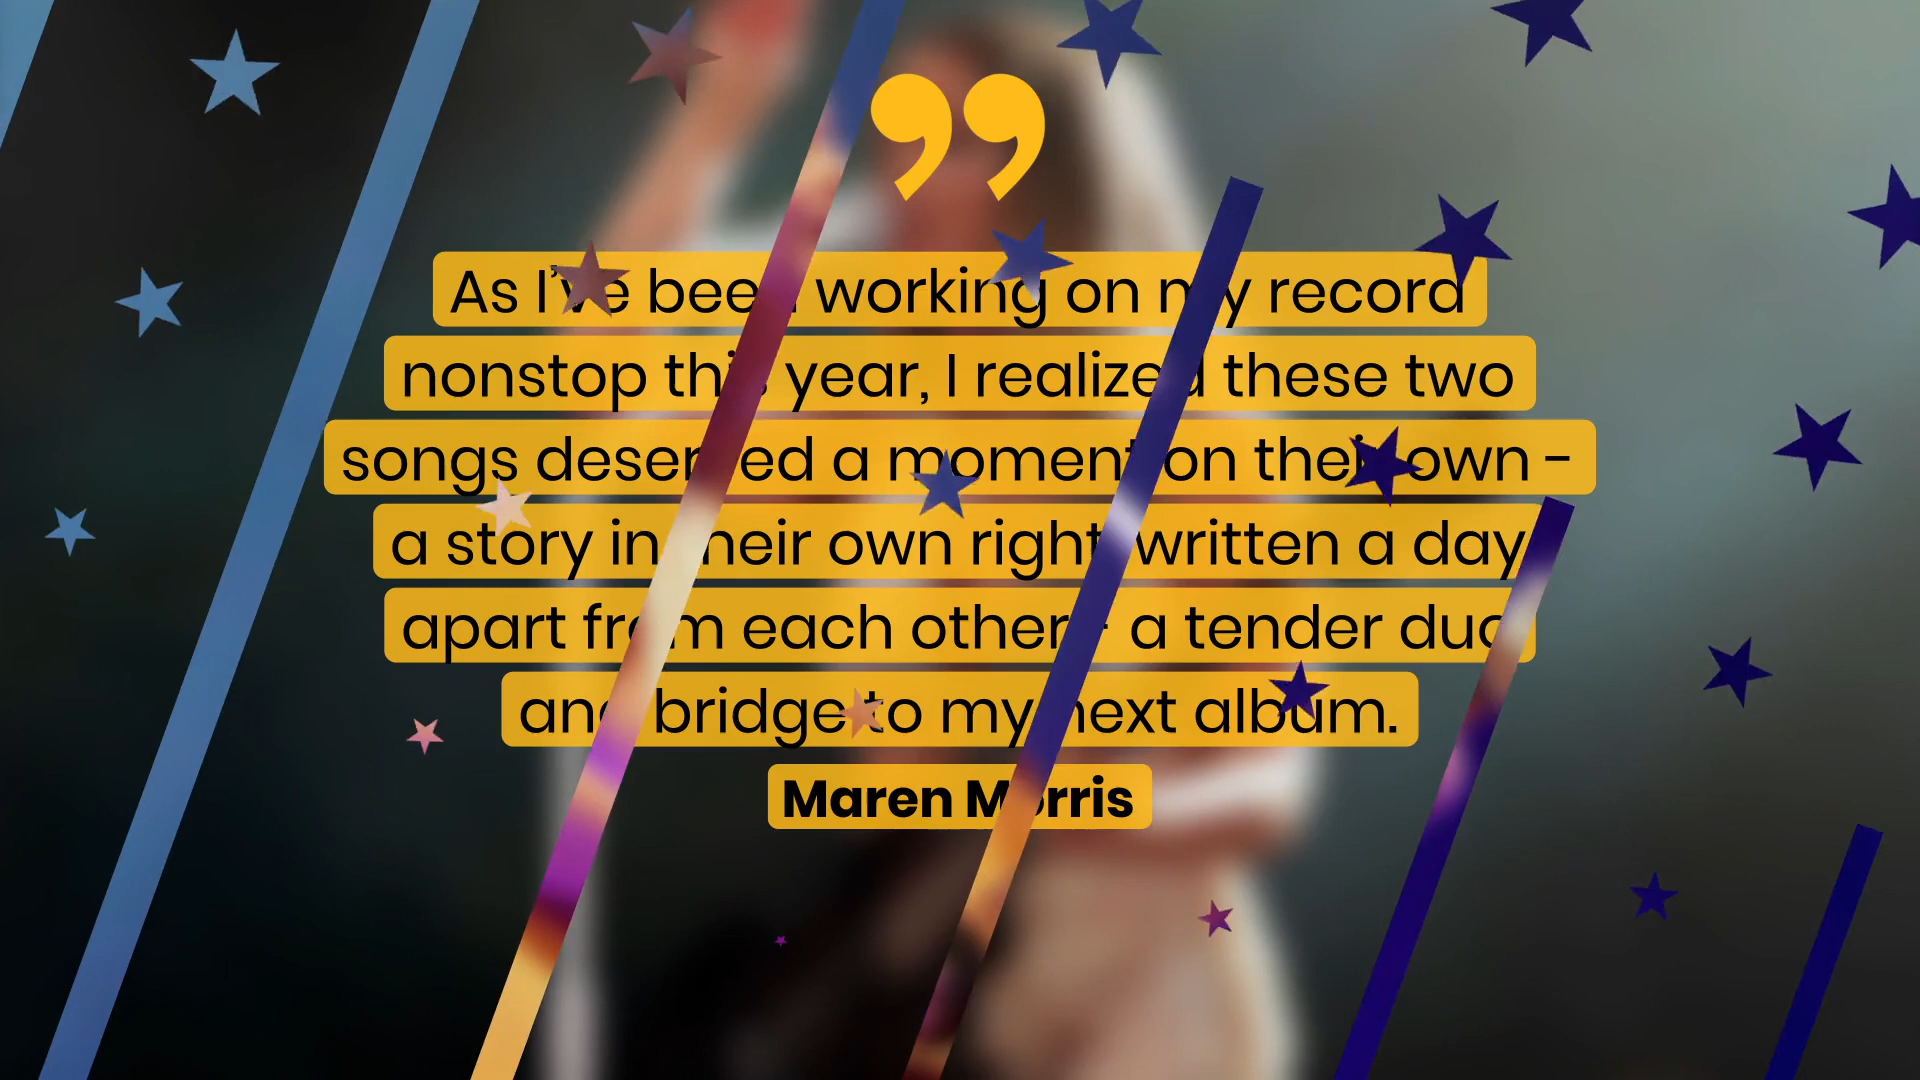 ”
As I’ve been working on my record
nonstop this year, I realized these two
songs deserved a moment on their own -
a story in their own right written a day
apart from each other - a tender duo
and bridge to my next album.
Maren Morris